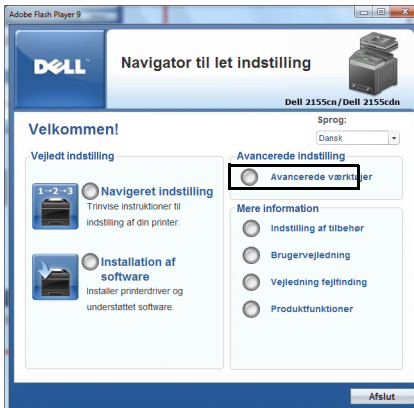 Adobe Flash Player 9
DELL
Navigator til let indstilling
Dell 2155cn/Dell 2155cdn
Velkommen!
Sprog:
Dansk
Vejledt indstilling
1→2→3
Navigeret indstilling
Trinvise instruktioner til
indstilling af din printer.
Installation af
software
Installer printerdriver og
understøttet software.
Avancerede indstilling
Avancerede værktøjer
Mere information
Indstilling af tilbehør
Brugervejledning
Vejledning fejlfinding
Produktfunktioner
Afslut